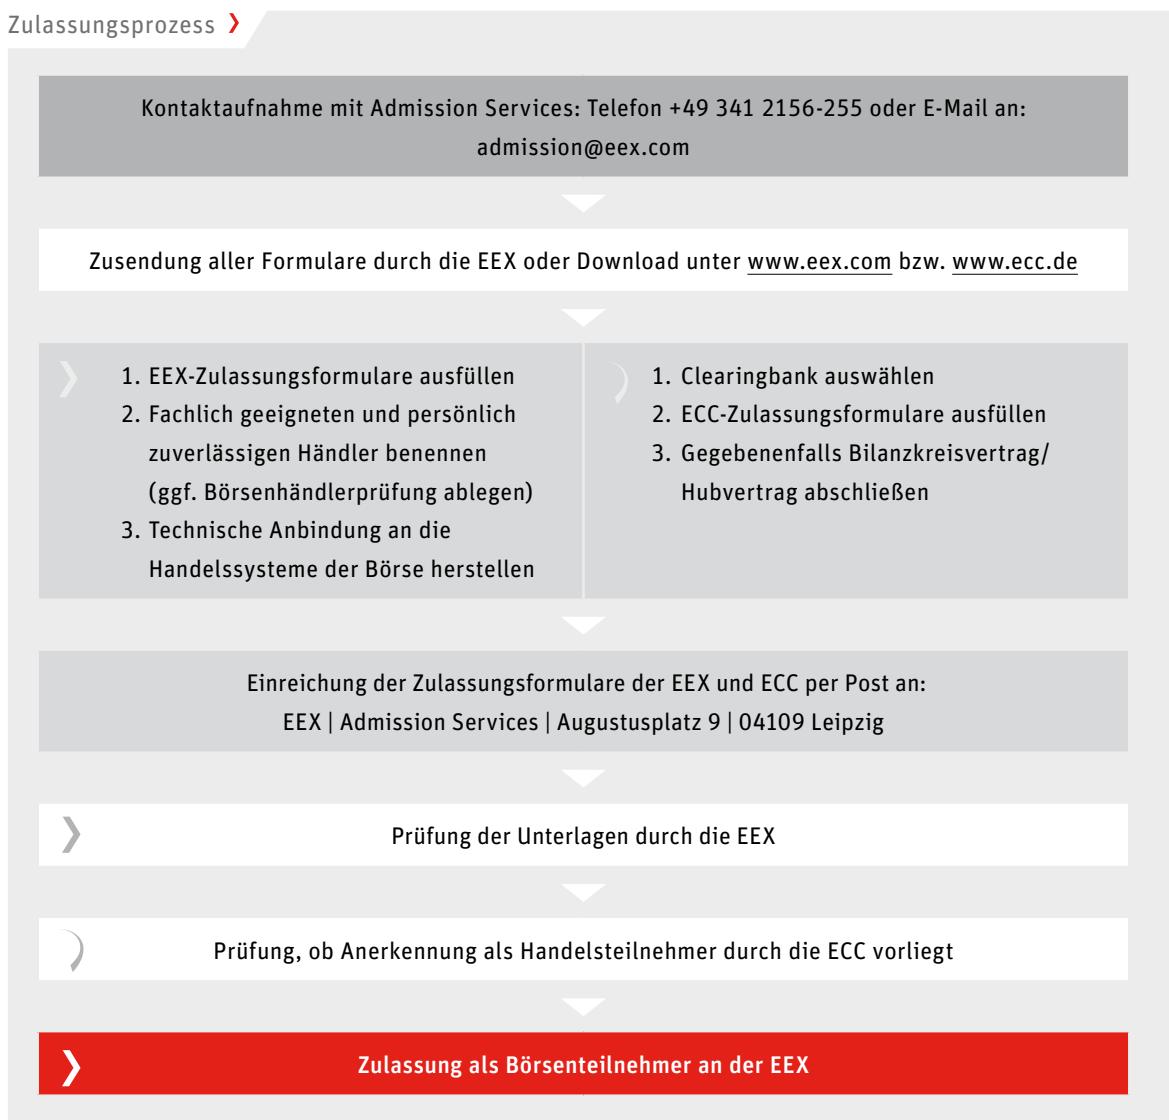 Zulassungsprozess
Kontaktaufnahme mit Admission Services: Telefon +49 341 2156-255 oder E-Mail an:
admission@eex.com
Zusendung aller Formulare durch die EEX oder Download unter www.eex.com bzw. www.ecc.de
1. EEX-Zulassungsformulare ausfüllen
2. Fachlich geeigneten und persönlich
zuverlässigen Händler benennen
(ggf. Börsenhändlerprüfung ablegen)
3. Technische Anbindung an die
Handelssysteme der Börse herstellen
1. Clearingbank auswählen
2. ECC-Zulassungsformulare ausfüllen
3. Gegebenenfalls Bilanzkreisvertrag/
Hubvertrag abschließen
Einreichung der Zulassungsformulare der EEX und ECC per Post an:
EEX | Admission Services | Augustusplatz 9 | 04109 Leipzig
Prüfung der Unterlagen durch die EEX
Prüfung, ob Anerkennung als Handelsteilnehmer durch die ECC vorliegt
Zulassung als Börsenteilnehmer an der EEX